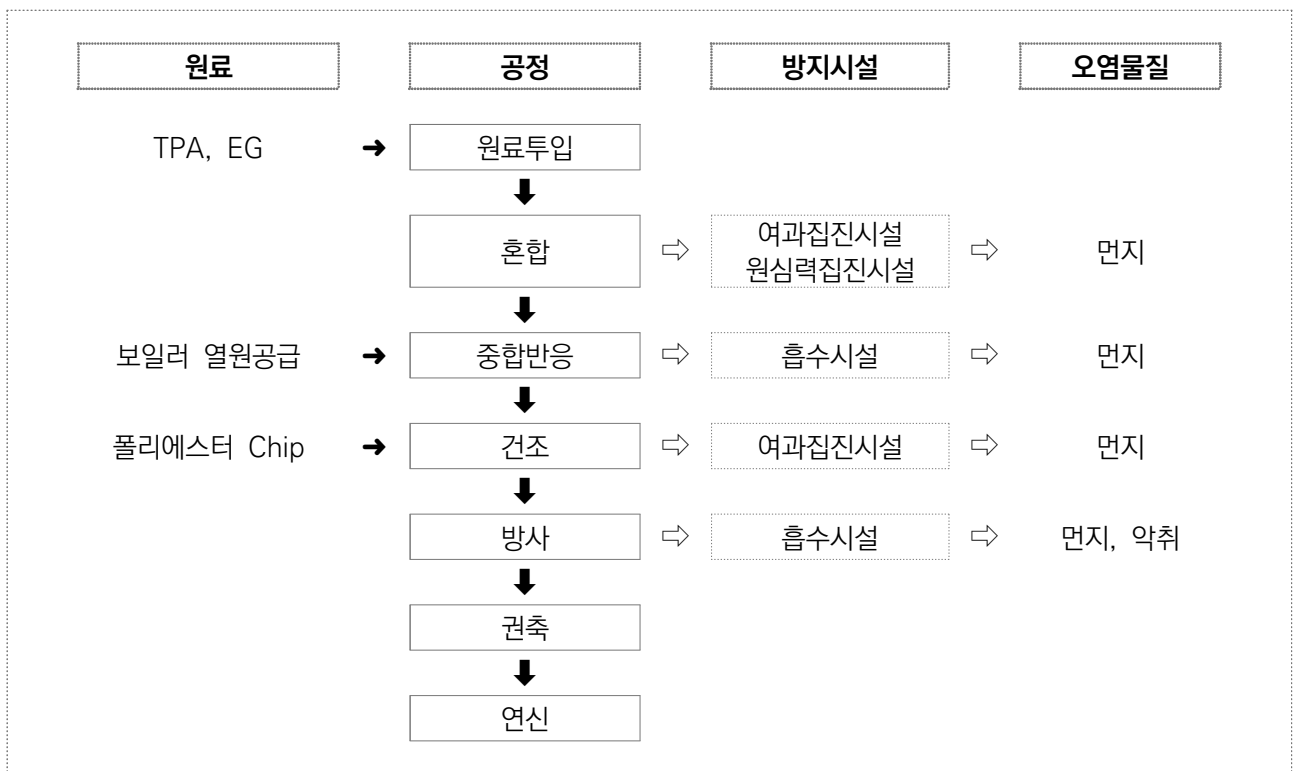 원료 공정 방지시설 오염물질
TPA, EG ➔ 원료투입
혼합 ⇨ 여과집진시설 ⇨ 먼지
원심력집진시설
보일러 열원공급 ➔ 중합반응 ⇨ 흡수시설 ⇨ 먼지
폴리에스터 Chip ➔ 건조 ⇨ 여과집진시설 ⇨ 먼지
방사 ⇨ 흡수시설 ⇨ 먼지, 악취
권축
연신